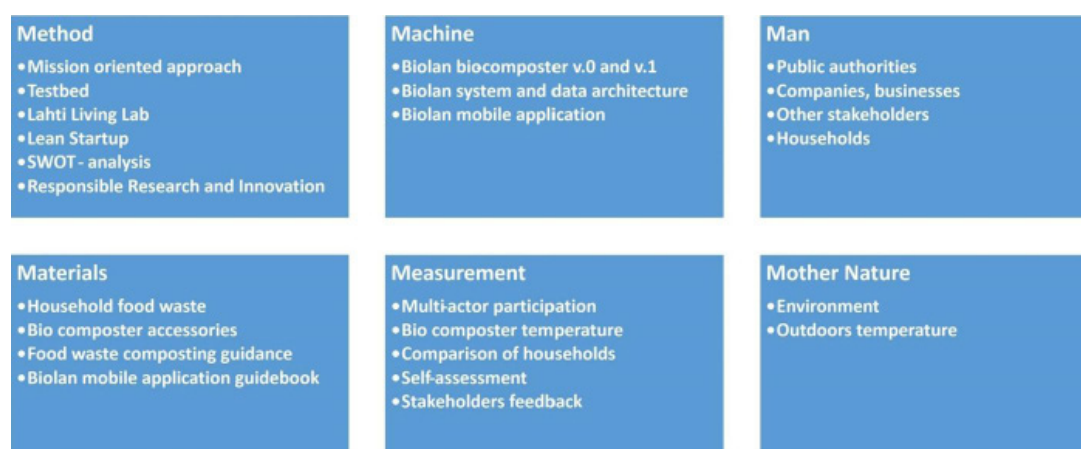 Method
•Mission oriented approach
•Testbed
•Lahti Living Lab
•Lean Startup
•SWOT- analysis
•Responsible Research and Innovation
Machine
•Biolan biocomposter v.0 and v.1
•Biolan system and data architecture
•Biolan mobile application
Man
•Public authorities
•Companies, businesses
•Other stakeholders
•Households
Materials
•Household food waste
•Bio composter accessories
•Food waste composting guidance
•Biolan mobile application guidebook
Measurement
•Multi-actor participation
•Bio composter temperature
•Comparison of households
•Self-assessment
•Stakeholders feedback
Mother Nature
•Environment
•Outdoors temperature